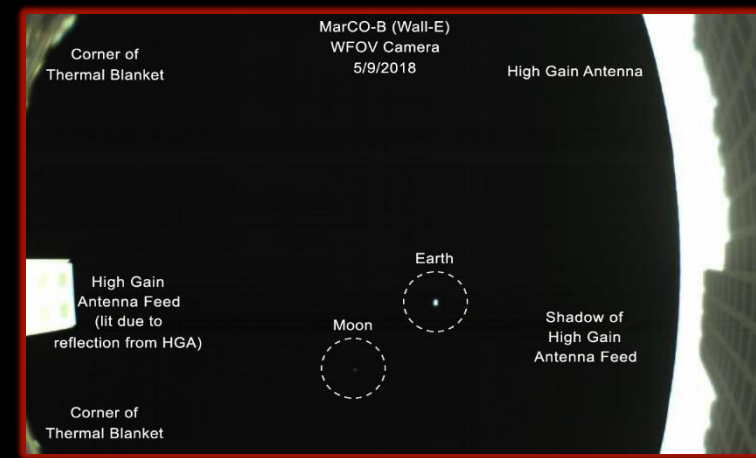 MarCO-B (Wall-E)
WFOV Camera
5/9/2018
Corner of
Thermal Blanket
High Gain Antenna
Earth
High Gain
Antenna Feed
(lit due to
reflection from HGA)
Moon
Shadow of
High Gain
Antenna Feed
Corner of
Thermal Blanket